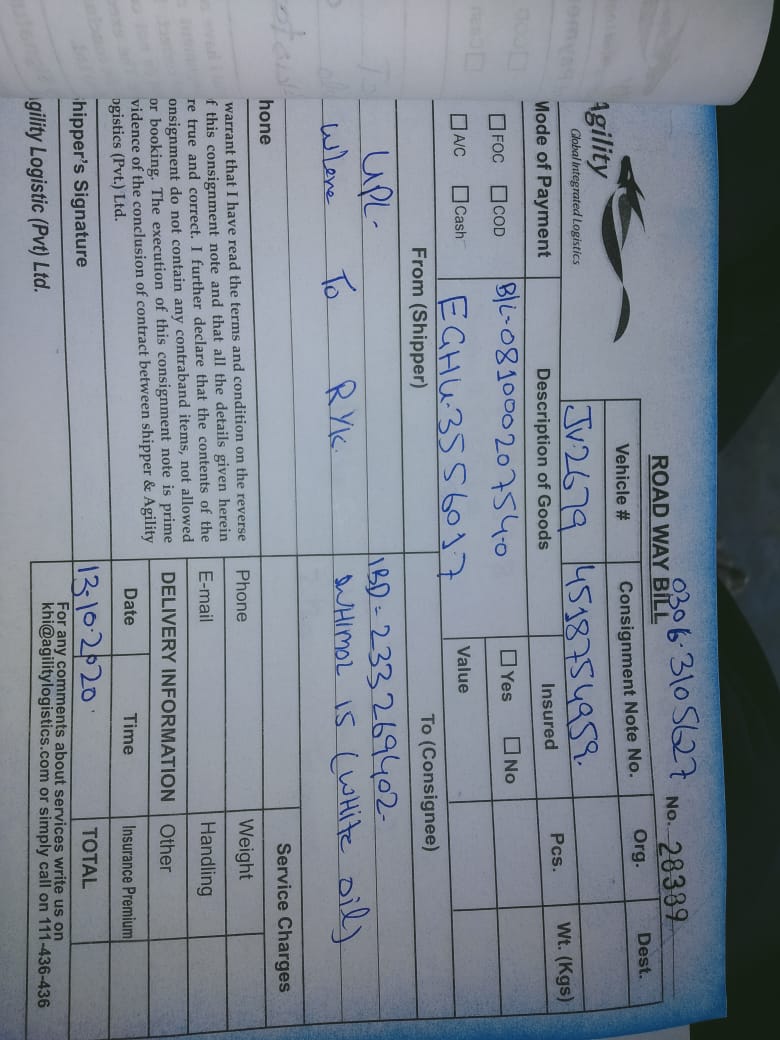 0306.3105627
ROAD WAY BILL No. 28389
Agility
Global Integrated Logistics
Vehicle # Consignment Note No. Org. Dest.
JV.2679 4518754959.
Mode of Payment Description of Goods Insured Pcs. Wt. (Kgs)
FOC COD B/L-081000207540 Yes No
A/C Cash EGHU.3556017 Value
From (Shipper) To (Consignee)
UPL- IBD = 233269402-
Where To RYK. WHIMOL 15 (WHite oil)
hone Service Charges
warrant that I have read the terms and condition on the reverse
f this consignment note and that all the details given herein
re true and correct. I further declare that the contents of the
onsignment do not contain any contraband items, not allowed
or booking. The execution of this consignment note is prime
vidence of the conclusion of contract between shipper & Agility
ogistics (Pvt.) Ltd.
Phone Weight
E-mail Handling
DELIVERY INFORMATION Other
Date Time Insurance Premium
hipper's Signature 13-10-2020 TOTAL
gility Logistic (Pvt) Ltd.
For any comments about services write us on
khi@agilitylogistics.com or simply call on 111-436-436